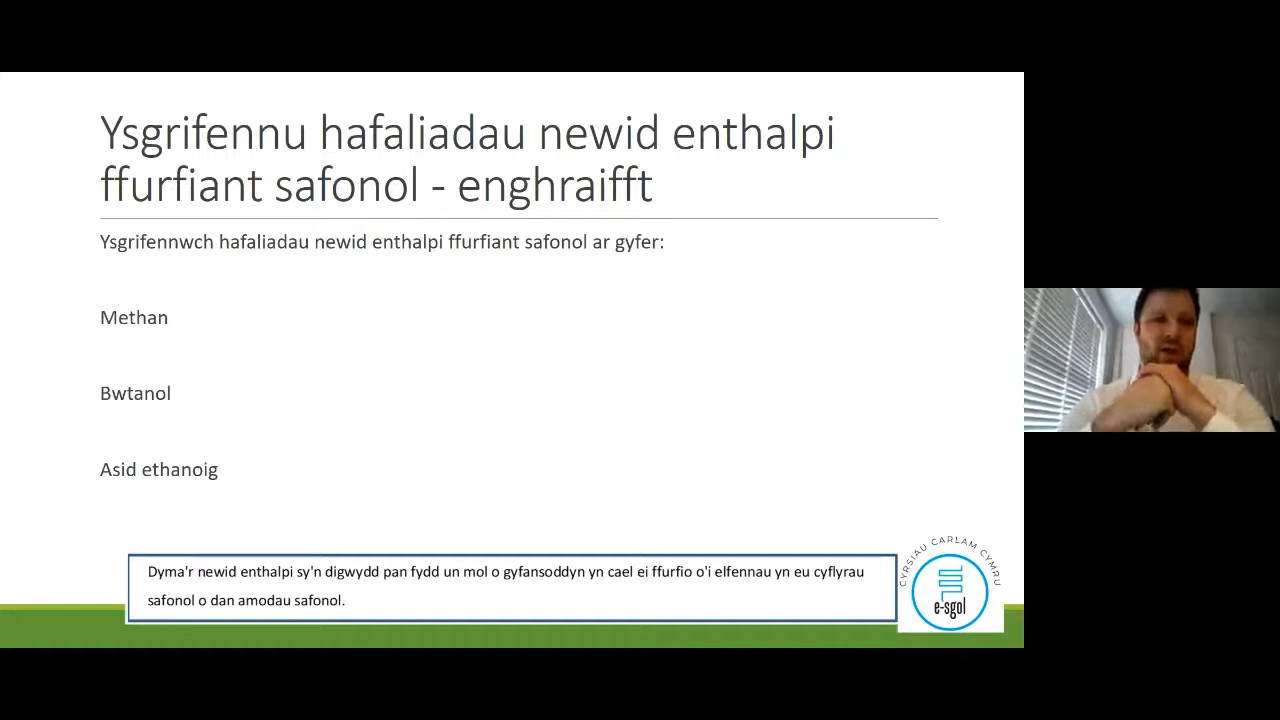 Ysgrifennu hafaliadau newid enthalpi
ffurfiant safonol - enghraifft
Ysgrifennwch hafaliadau newid enthalpi ffurfiant safonol ar gyfer:
Methan
Bwtanol
Asid ethanoig
Dyma'r newid enthalpi sy'n digwydd pan fydd un mol o gyfansoddyn yn cael ei ffurfio o'i elfennau yn eu cyflyrau
safonol o dan amodau safonol.
CYRSIAU CARLAM CYMRU
e-sgol